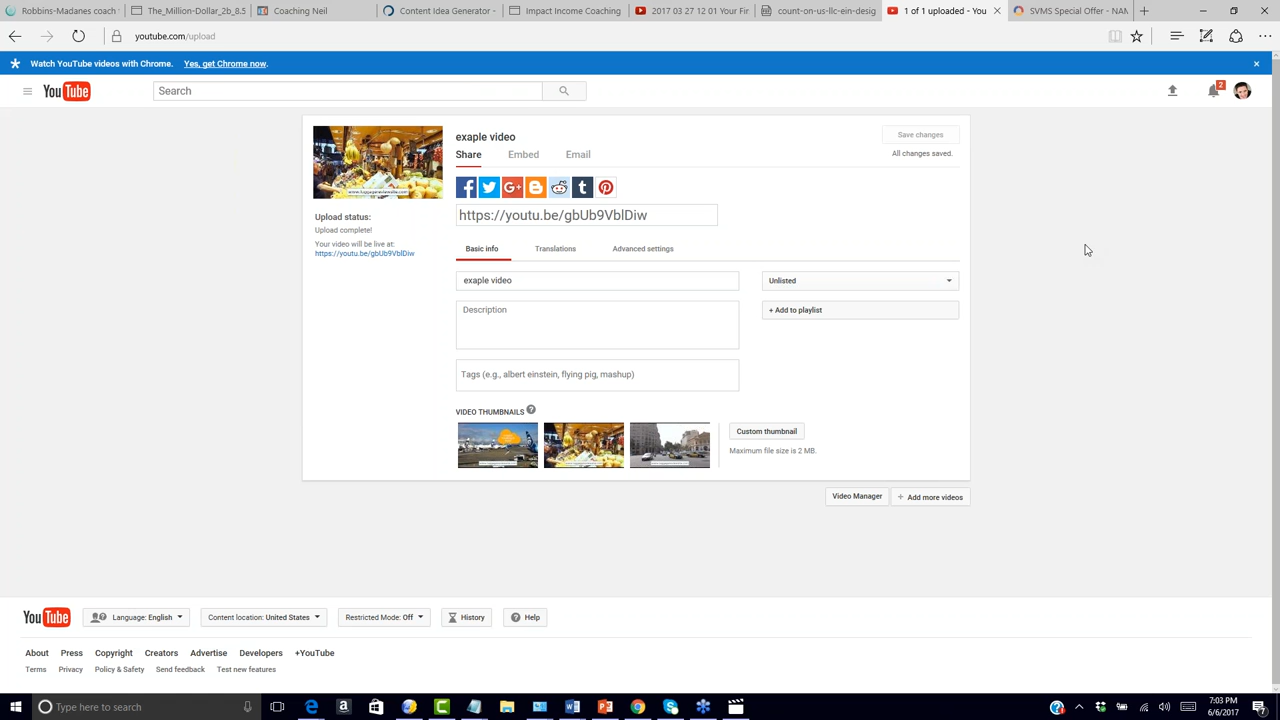 Robbins-Madanes coach
The_Million-Dollar_2b_8.5
Coaching Neil
Content Idea Generator -
Impact Income Coaching
2017 03 27 12 01 Your Fir
count-on-us-llc-ein-desig
1 of 1 uploaded - You
SVMS Special Offer - NAN
youtube.com/upload
Watch YouTube videos with Chrome. Yes, get Chrome now.
YouTube
Search
2
exaple video
Save changes
Share Embed Email
All changes saved.
www.luggagereviewsite.com
https://youtu.be/gbUb9VblDiw
Upload status:
Upload complete!
Your video will be live at:
https://youtu.be/gbUb9VblDiw
Basic info Translations Advanced settings
exaple video
Unlisted
Description
+ Add to playlist
Tags (e.g., albert einstein, flying pig, mashup)
VIDEO THUMBNAILS ?
Custom thumbnail
Maximum file size is 2 MB.
Video Manager
+ Add more videos
YouTube
Language: English
Content location: United States
Restricted Mode: Off
History
Help
About Press Copyright Creators Advertise Developers +YouTube
Terms Privacy Policy & Safety Send feedback Test new features
Type here to search
7:03 PM
6/6/2017